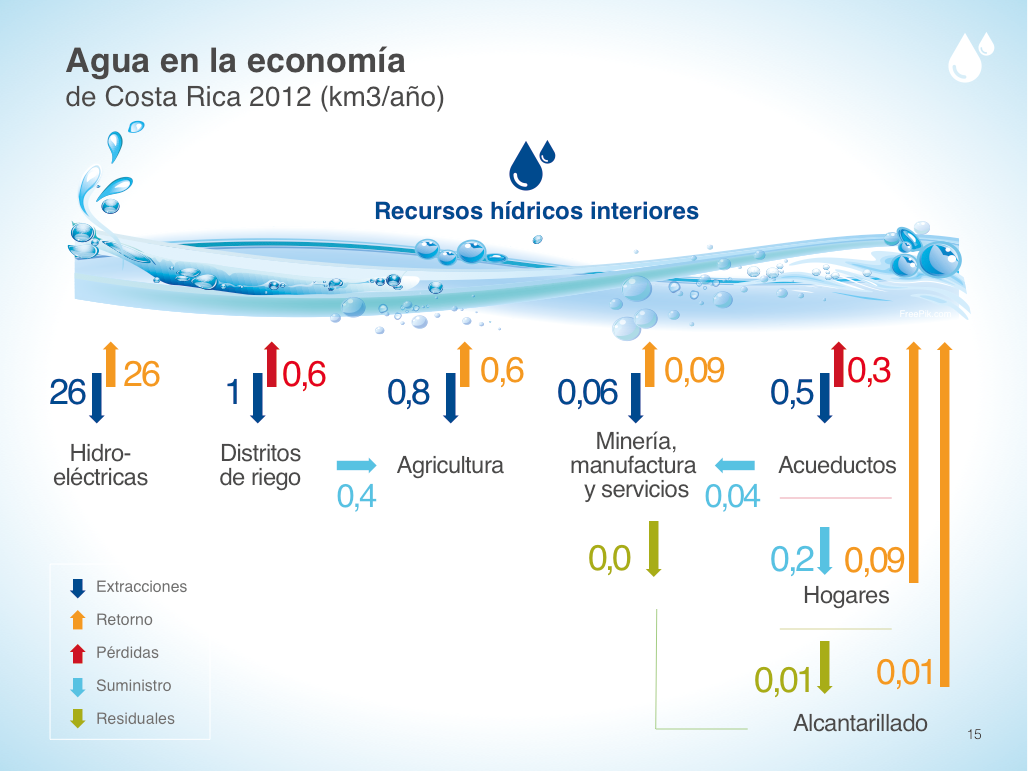 Agua en la economía
de Costa Rica 2012 (km3/año)
Recursos hídricos interiores
FreePik.com
26
26
1
0,6
0,8
0,6
0,06
0,09
0,5
0,3
Hidro-
eléctricas
Distritos
de riego
0,4
Agricultura
Minería,
manufactura
y servicios
0,04
Acueductos
0,0
0,2
0,09
Hogares
0,01
0,01
Alcantarillado
Extracciones
Retorno
Pérdidas
Suministro
Residuales
15